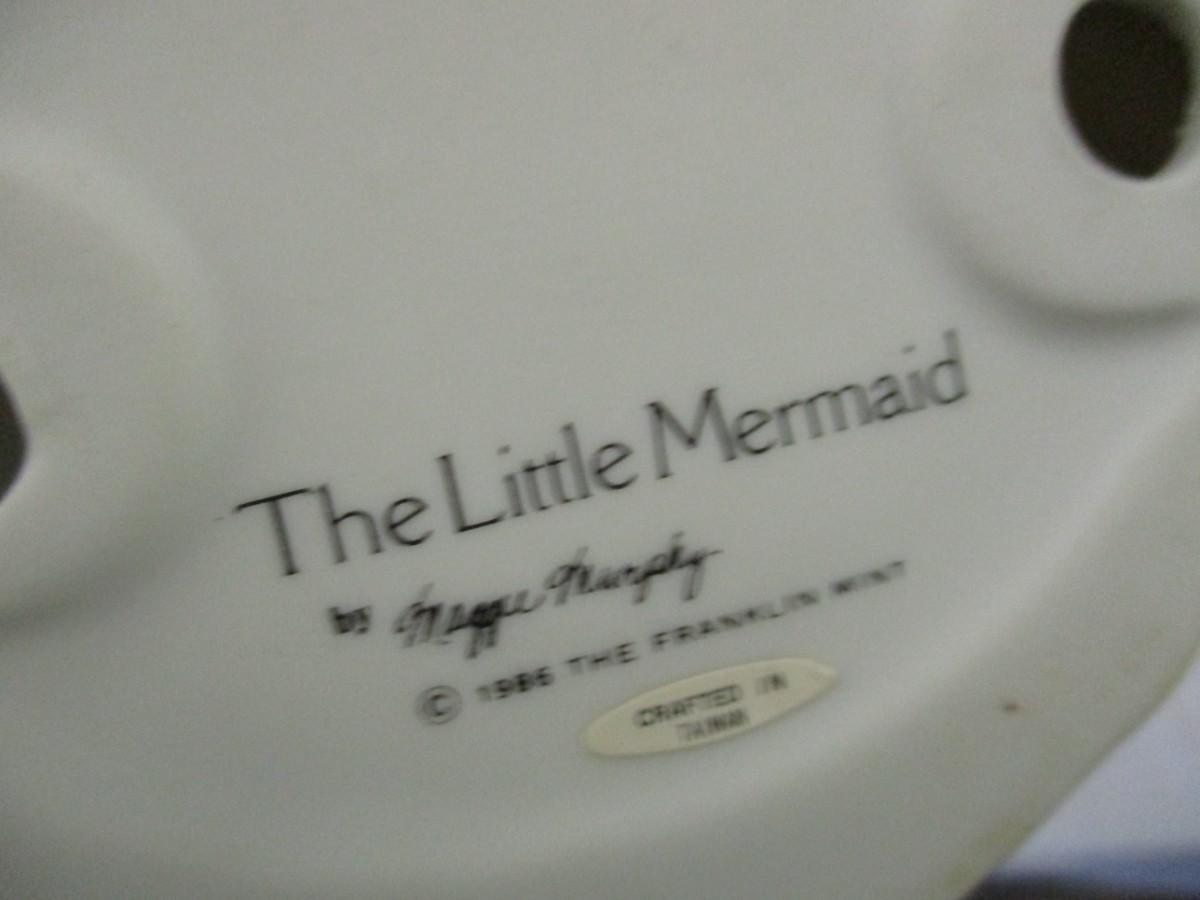 The Little Mermaid
by Maggie Murphy
© 1986 THE FRANKLIN MINT
CRAFTED IN
TAIWAN